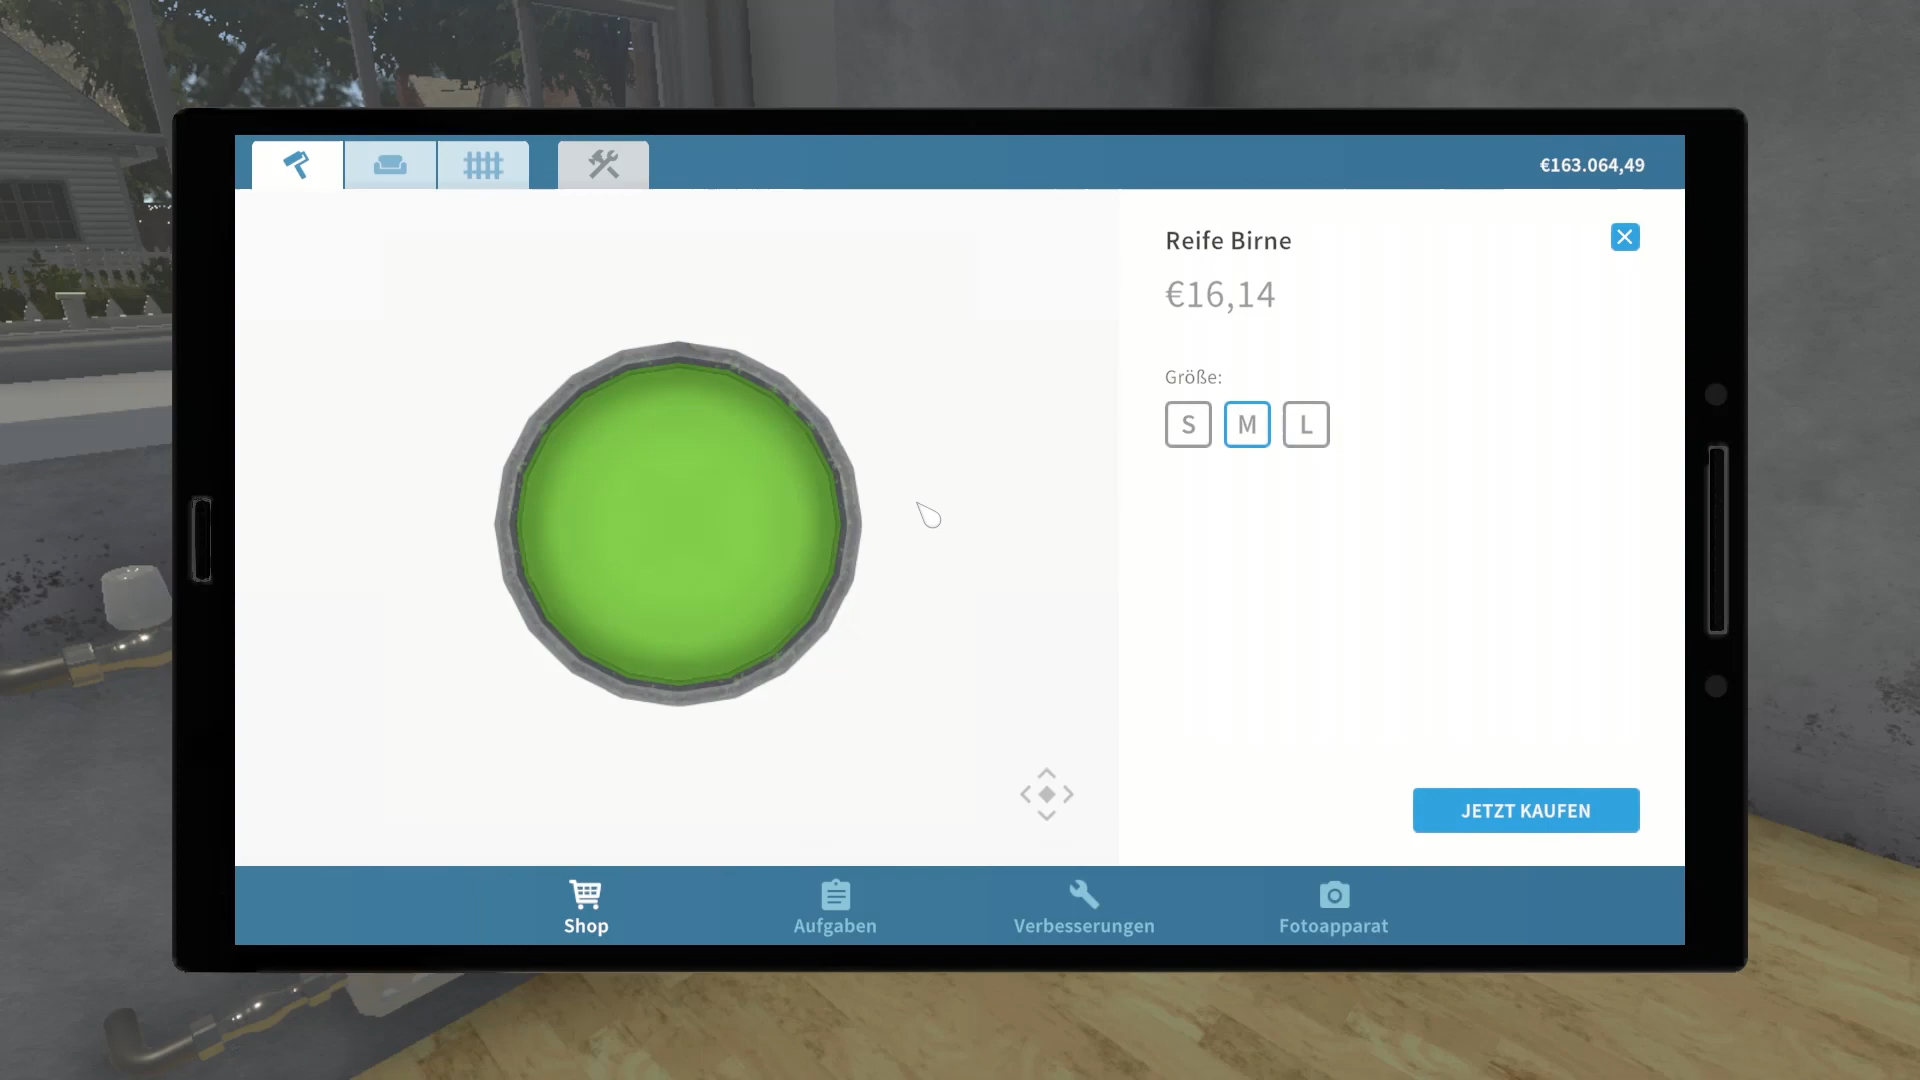 €163.064,49
Reife Birne
€16,14
Größe:
S M L
JETZT KAUFEN
Shop Aufgaben Verbesserungen Fotoapparat